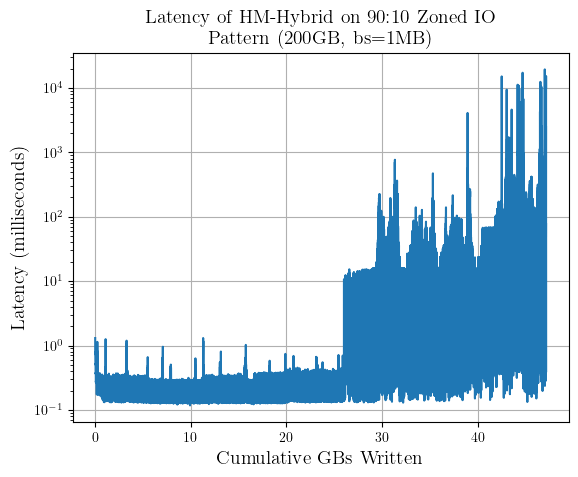 Latency of HM-Hybrid on 90:10 Zoned IO
Pattern (200GB, bs=1MB)
Latency (milliseconds)
10^4
10^3
10^2
10^1
10^0
10^−1
0 10 20 30 40
Cumulative GBs Written